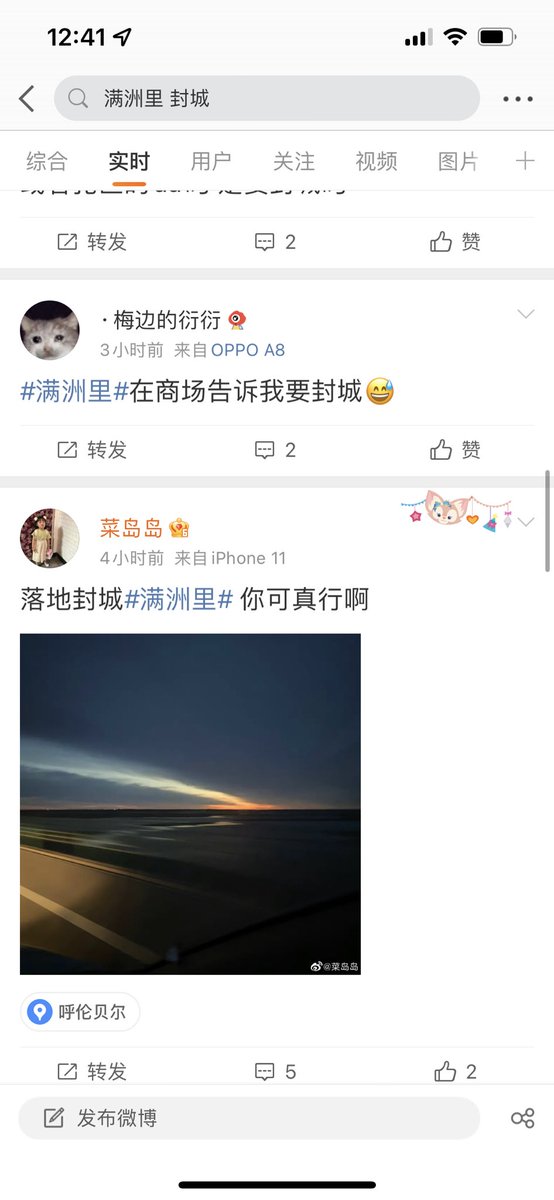 12:41
满洲里 封城
综合 实时 用户 关注 视频 图片
转发 2 赞
·梅边的衍衍
3小时前 来自OPPO A8
#满洲里#在商场告诉我要封城
转发 2 赞
菜岛岛
4小时前 来自iPhone 11
落地封城#满洲里# 你可真行啊
@菜岛岛
呼伦贝尔
转发 5 2
发布微博